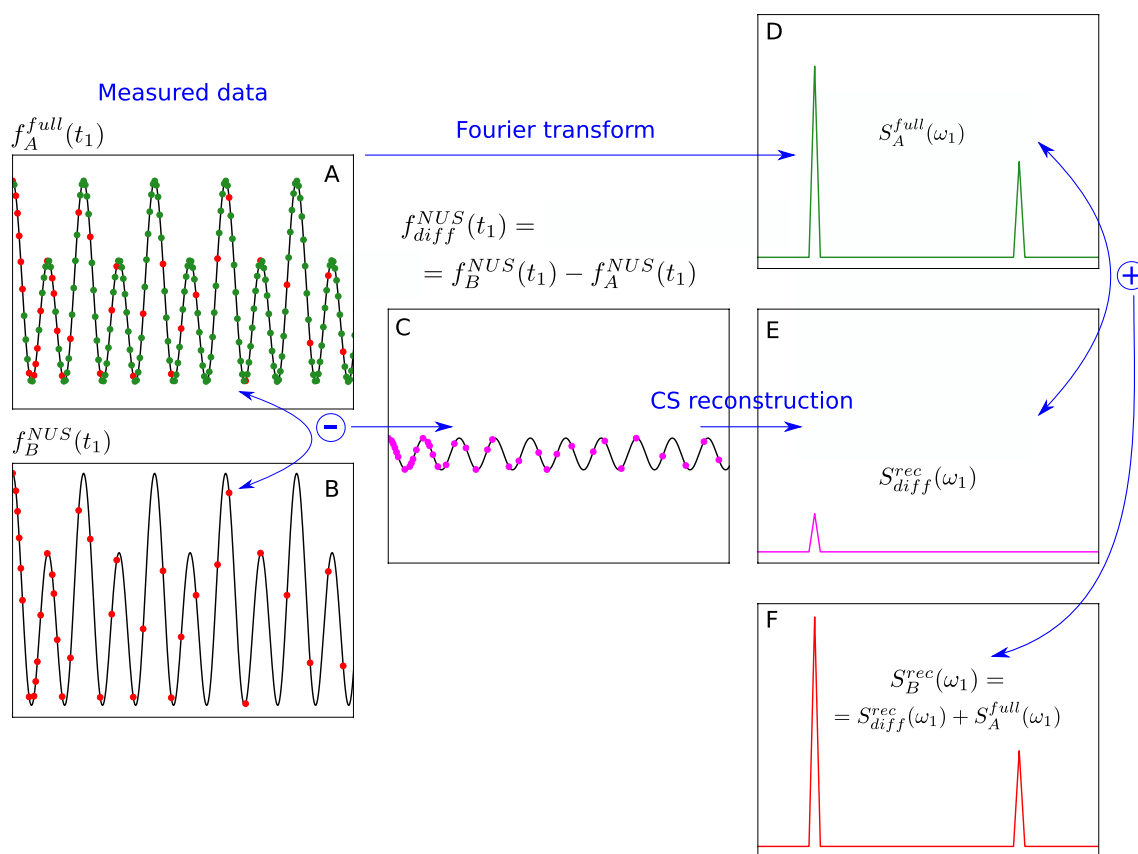 Measured data
f_A^{full}(t_1)
A
Fourier transform
D
S_A^{full}(ω_1)
f_{diff}^{NUS}(t_1) =
= f_B^{NUS}(t_1) − f_A^{NUS}(t_1)
+
C
CS reconstruction
E
S_{diff}^{rec}(ω_1)
−
f_B^{NUS}(t_1)
B
F
S_B^{rec}(ω_1) =
= S_{diff}^{rec}(ω_1) + S_A^{full}(ω_1)